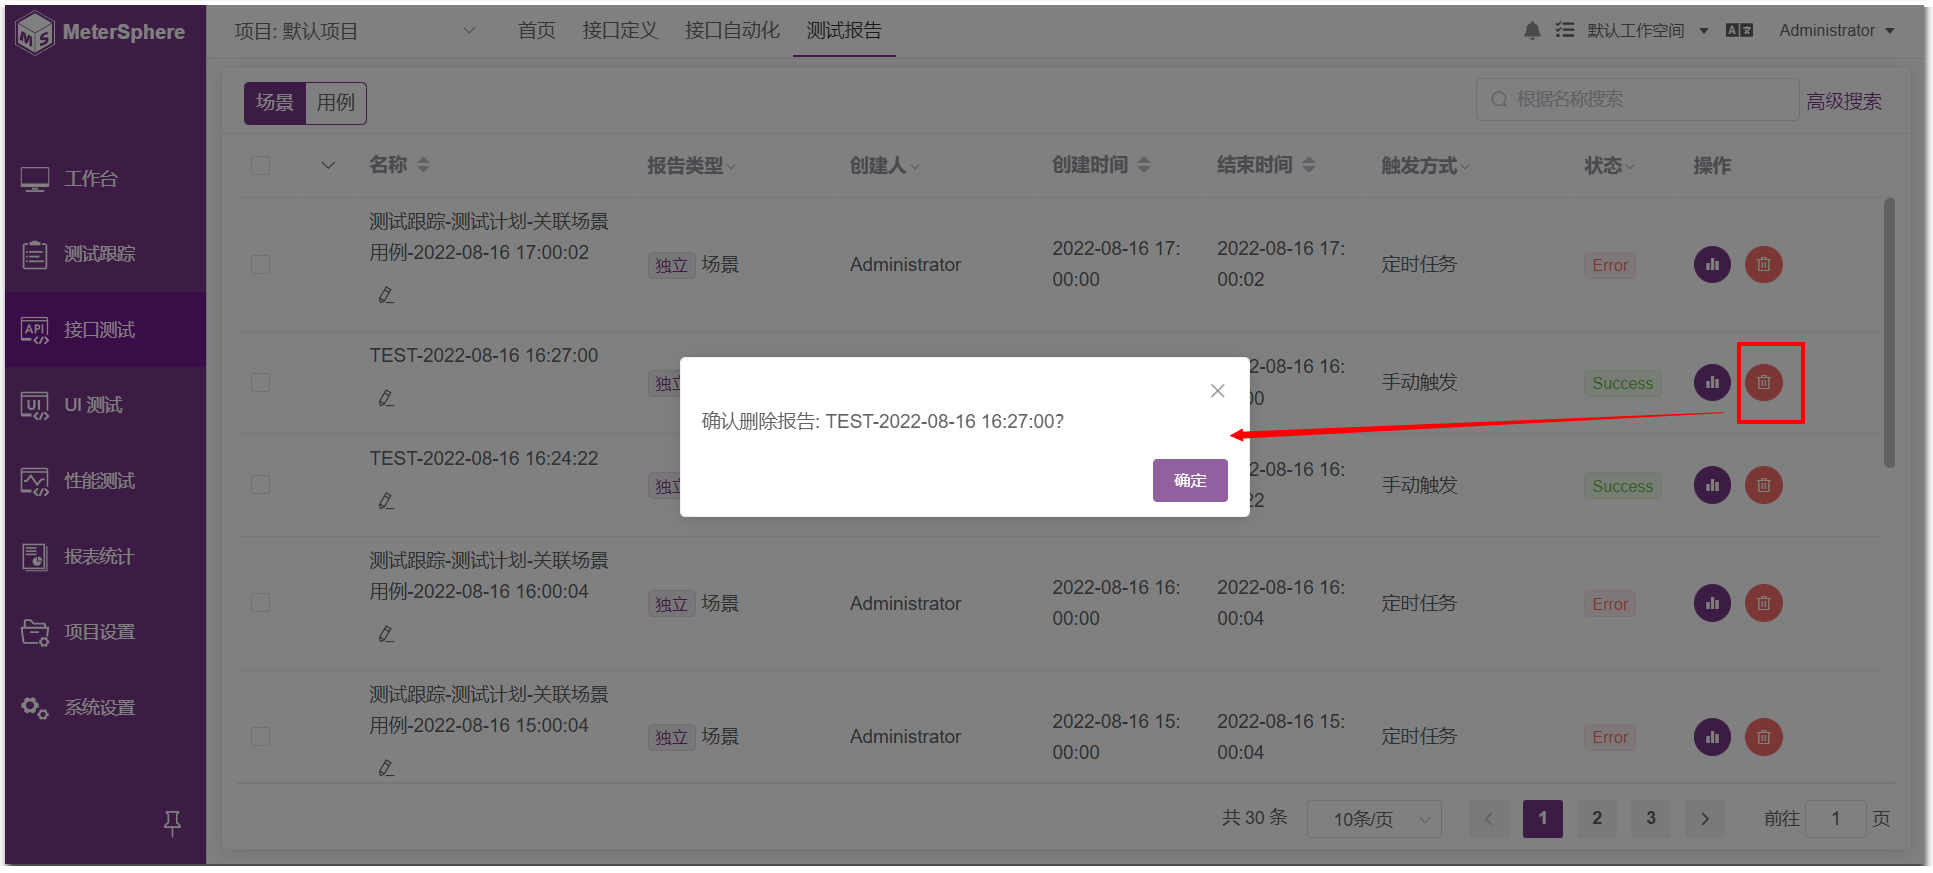 MeterSphere
项目: 默认项目
首页
接口定义
接口自动化
测试报告
默认工作空间
Administrator
工作台
测试跟踪
API
接口测试
UI
UI 测试
性能测试
报表统计
项目设置
系统设置
场景
用例
根据名称搜索
高级搜索
名称
报告类型
创建人
创建时间
结束时间
触发方式
状态
操作
测试跟踪-测试计划-关联场景
用例-2022-08-16 17:00:02
独立 场景
Administrator
2022-08-16 17:
00:00
2022-08-16 17:
00:02
定时任务
Error
TEST-2022-08-16 16:27:00
独立
2-08-16 16:
00
手动触发
Success
确认删除报告: TEST-2022-08-16 16:27:00?
确定
TEST-2022-08-16 16:24:22
独立
2-08-16 16:
22
手动触发
Success
测试跟踪-测试计划-关联场景
用例-2022-08-16 16:00:04
独立 场景
Administrator
2022-08-16 16:
00:00
2022-08-16 16:
00:04
定时任务
Error
测试跟踪-测试计划-关联场景
用例-2022-08-16 15:00:04
独立 场景
Administrator
2022-08-16 15:
00:00
2022-08-16 15:
00:04
定时任务
Error
共 30 条
10条/页
1
2
3
前往 1 页